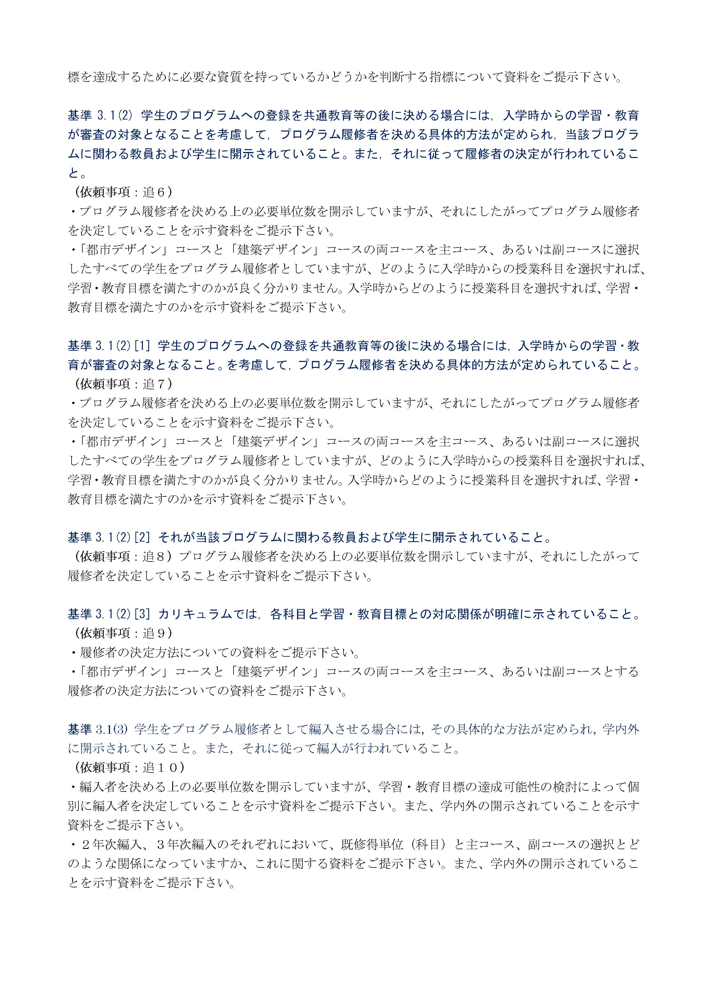 標を達成するために必要な資質を持っているかどうかを判断する指標について資料をご提示下さい。
基準 3.1(2) 学生のプログラムへの登録を共通教育等の後に決める場合には，入学時からの学習・教育
が審査の対象となることを考慮して，プログラム履修者を決める具体的方法が定められ，当該プログラ
ムに関わる教員および学生に開示されていること。また，それに従って履修者の決定が行われているこ
と。
（依頼事項：追６）
・プログラム履修者を決める上の必要単位数を開示していますが、それにしたがってプログラム履修者
を決定していることを示す資料をご提示下さい。
・「都市デザイン」コースと「建築デザイン」コースの両コースを主コース、あるいは副コースに選択
したすべての学生をプログラム履修者としていますが、どのように入学時からの授業科目を選択すれば、
学習・教育目標を満たすのかが良く分かりません。入学時からどのように授業科目を選択すれば、学習・
教育目標を満たすのかを示す資料をご提示下さい。
基準 3.1(2)[1] 学生のプログラムへの登録を共通教育等の後に決める場合には，入学時からの学習・教
育が審査の対象となること。を考慮して，プログラム履修者を決める具体的方法が定められていること。
（依頼事項：追７）
・プログラム履修者を決める上の必要単位数を開示していますが、それにしたがってプログラム履修者
を決定していることを示す資料をご提示下さい。
・「都市デザイン」コースと「建築デザイン」コースの両コースを主コース、あるいは副コースに選択
したすべての学生をプログラム履修者としていますが、どのように入学時からの授業科目を選択すれば、
学習・教育目標を満たすのかが良く分かりません。入学時からどのように授業科目を選択すれば、学習・
教育目標を満たすのかを示す資料をご提示下さい。
基準 3.1(2)[2] それが当該プログラムに関わる教員および学生に開示されていること。
（依頼事項：追８）プログラム履修者を決める上の必要単位数を開示していますが、それにしたがって
履修者を決定していることを示す資料をご提示下さい。
基準 3.1(2)[3] カリキュラムでは，各科目と学習・教育目標との対応関係が明確に示されていること。
（依頼事項：追９）
・履修者の決定方法についての資料をご提示下さい。
・「都市デザイン」コースと「建築デザイン」コースの両コースを主コース、あるいは副コースとする
履修者の決定方法についての資料をご提示下さい。
基準 3.1(3) 学生をプログラム履修者として編入させる場合には，その具体的な方法が定められ，学内外
に開示されていること。また，それに従って編入が行われていること。
（依頼事項：追１０）
・編入者を決める上の必要単位数を開示していますが、学習・教育目標の達成可能性の検討によって個
別に編入者を決定していることを示す資料をご提示下さい。また、学内外の開示されていることを示す
資料をご提示下さい。
・２年次編入、３年次編入のそれぞれにおいて、既修得単位（科目）と主コース、副コースの選択とど
のような関係になっていますか、これに関する資料をご提示下さい。また、学内外の開示されているこ
とを示す資料をご提示下さい。